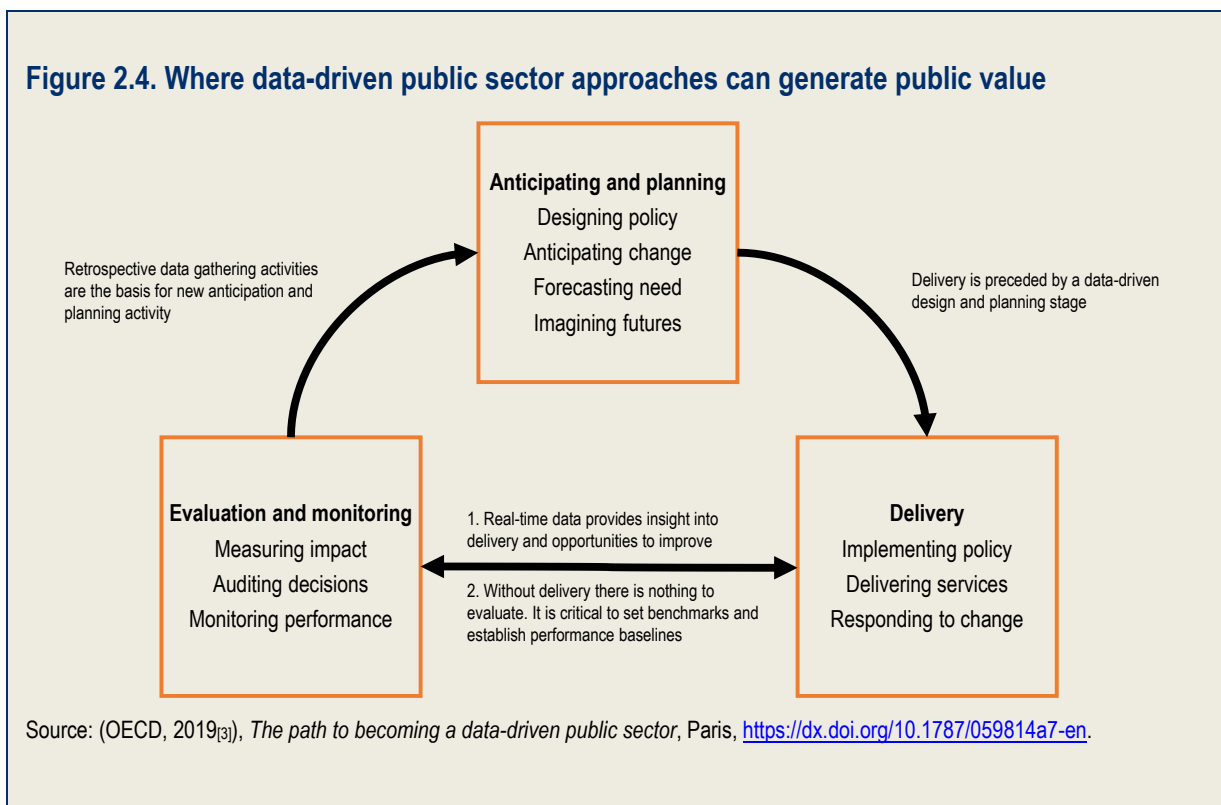 Figure 2.4. Where data-driven public sector approaches can generate public value
Anticipating and planning
Designing policy
Anticipating change
Forecasting need
Imagining futures
Retrospective data gathering activities
are the basis for new anticipation and
planning activity
Delivery is preceded by a data-driven
design and planning stage
Evaluation and monitoring
Measuring impact
Auditing decisions
Monitoring performance
1. Real-time data provides insight into
delivery and opportunities to improve
2. Without delivery there is nothing to
evaluate. It is critical to set benchmarks and
establish performance baselines
Delivery
Implementing policy
Delivering services
Responding to change
Source: (OECD, 2019[3]), The path to becoming a data-driven public sector, Paris, https://dx.doi.org/10.1787/059814a7-en.